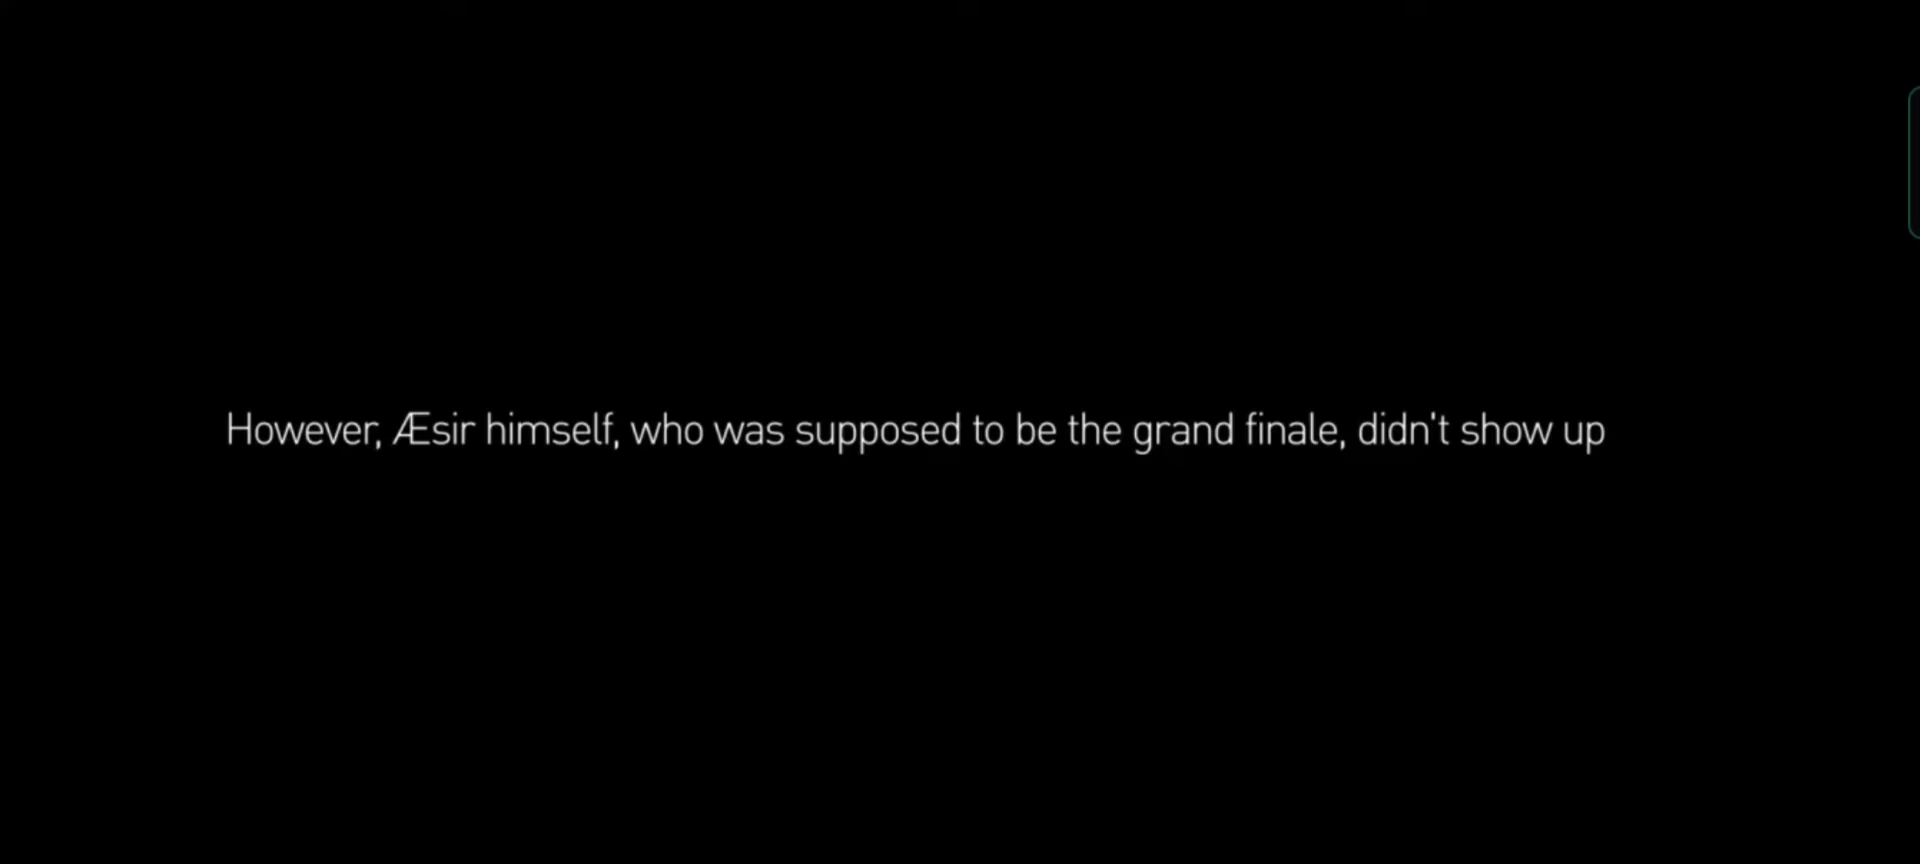 However, Æsir himself, who was supposed to be the grand finale, didn't show up